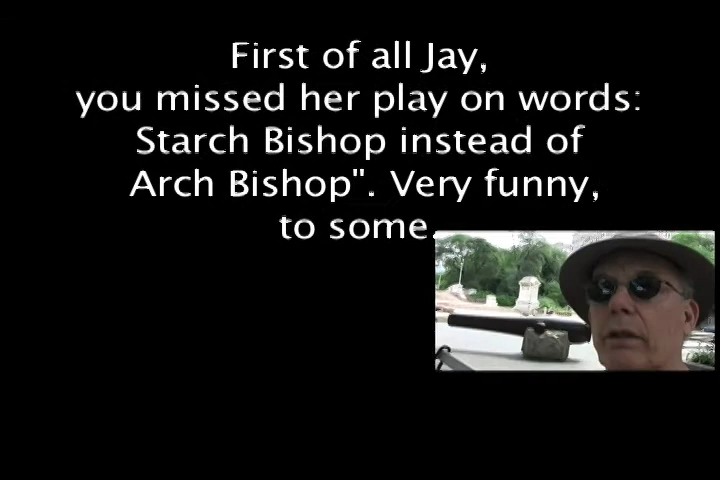 First of all Jay,
you missed her play on words:
Starch Bishop instead of
Arch Bishop". Very funny,
to some.